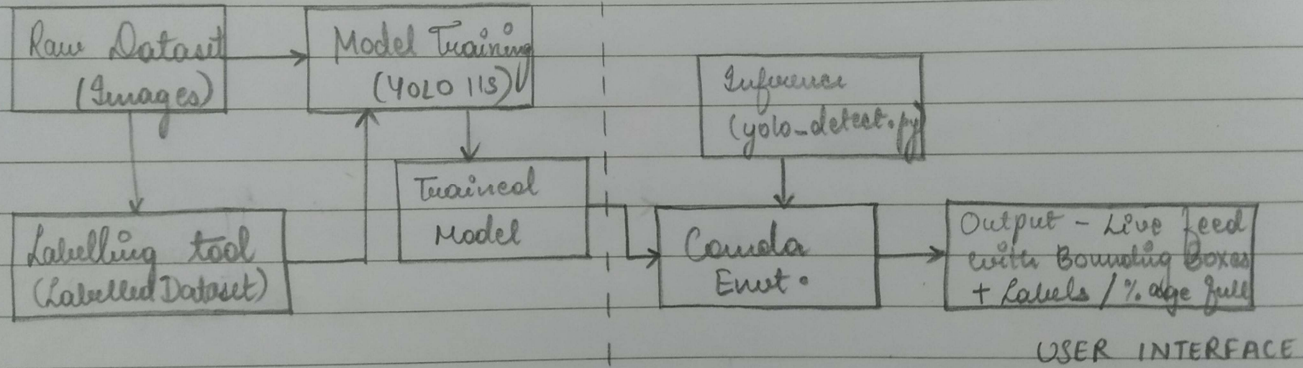 Raw Dataset
(Images)
Model Training
(YOLO 11s)
Inference
(yolo_detect.py)
Trained
Model
Labelling tool
(Labelled Dataset)
Conda
Envt.
Output - Live feed
with Bounding Boxes
+ Labels / %age full
USER INTERFACE